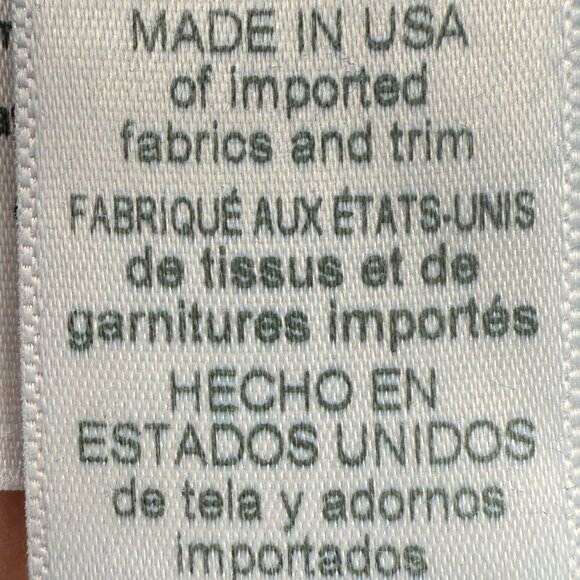 MADE IN USA
of imported
fabrics and trim
FABRIQUÉ AUX ÉTATS-UNIS
de tissus et de
garnitures importés
HECHO EN
ESTADOS UNIDOS
de tela y adornos
importados